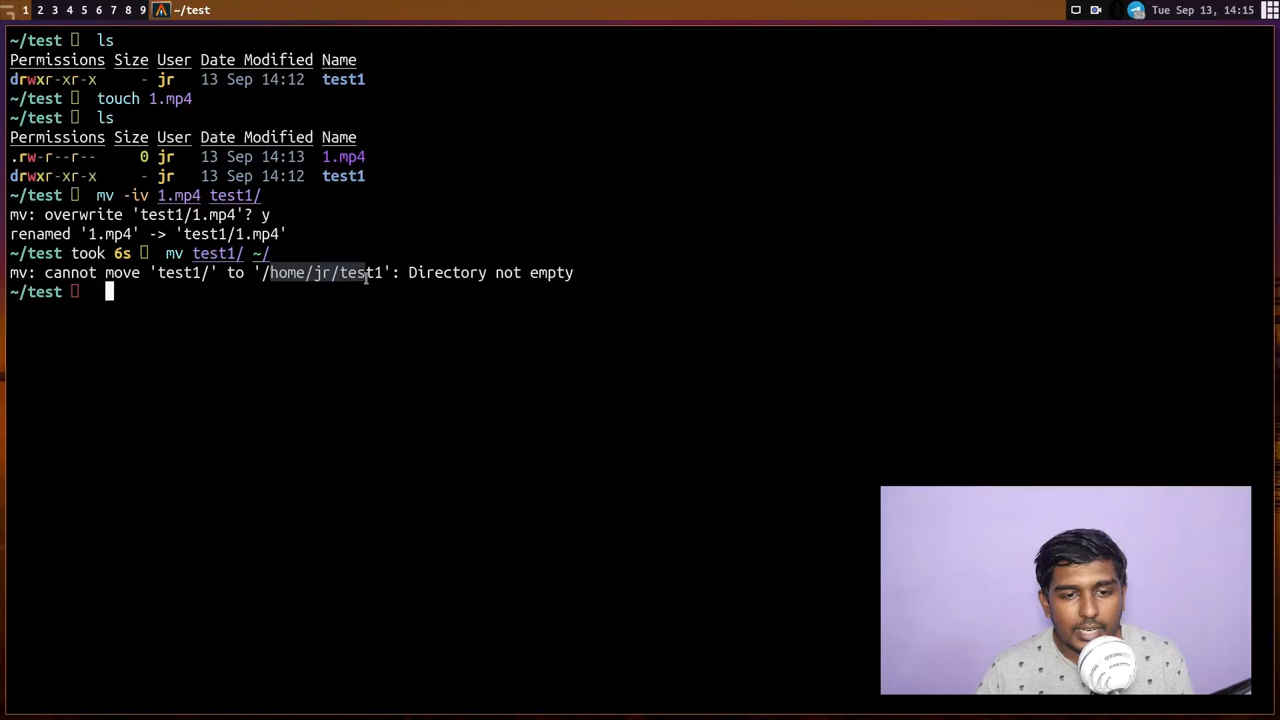 1 2 3 4 5 6 7 8 9 ~/test Tue Sep 13, 14:15
~/test ls
Permissions Size User Date Modified Name
drwxr-xr-x - jr 13 Sep 14:12 test1
~/test touch 1.mp4
~/test ls
Permissions Size User Date Modified Name
.rw-r--r-- 0 jr 13 Sep 14:13 1.mp4
drwxr-xr-x - jr 13 Sep 14:12 test1
~/test mv -iv 1.mp4 test1/
mv: overwrite 'test1/1.mp4'? y
renamed '1.mp4' -> 'test1/1.mp4'
~/test took 6s mv test1/ ~/
mv: cannot move 'test1/' to '/home/jr/test1': Directory not empty
~/test